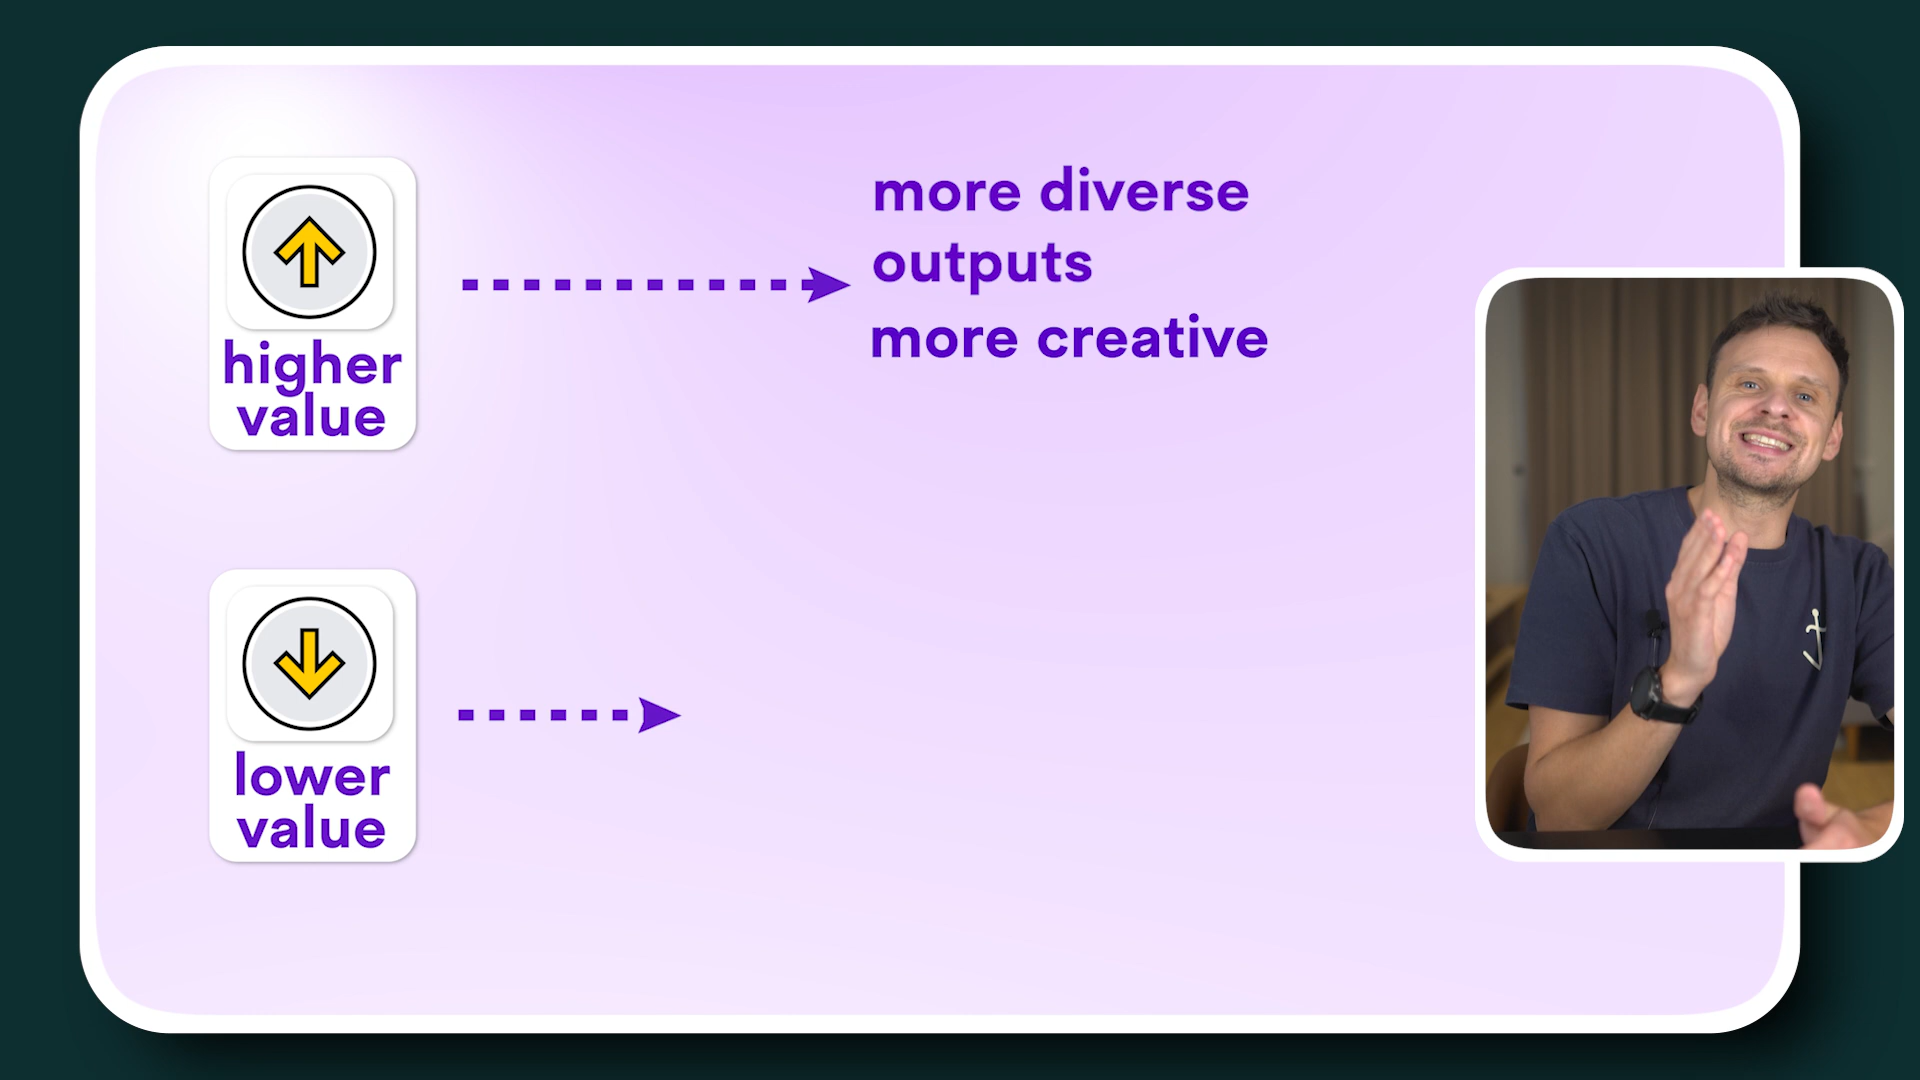 more diverse
outputs
more creative
higher
value
lower
value